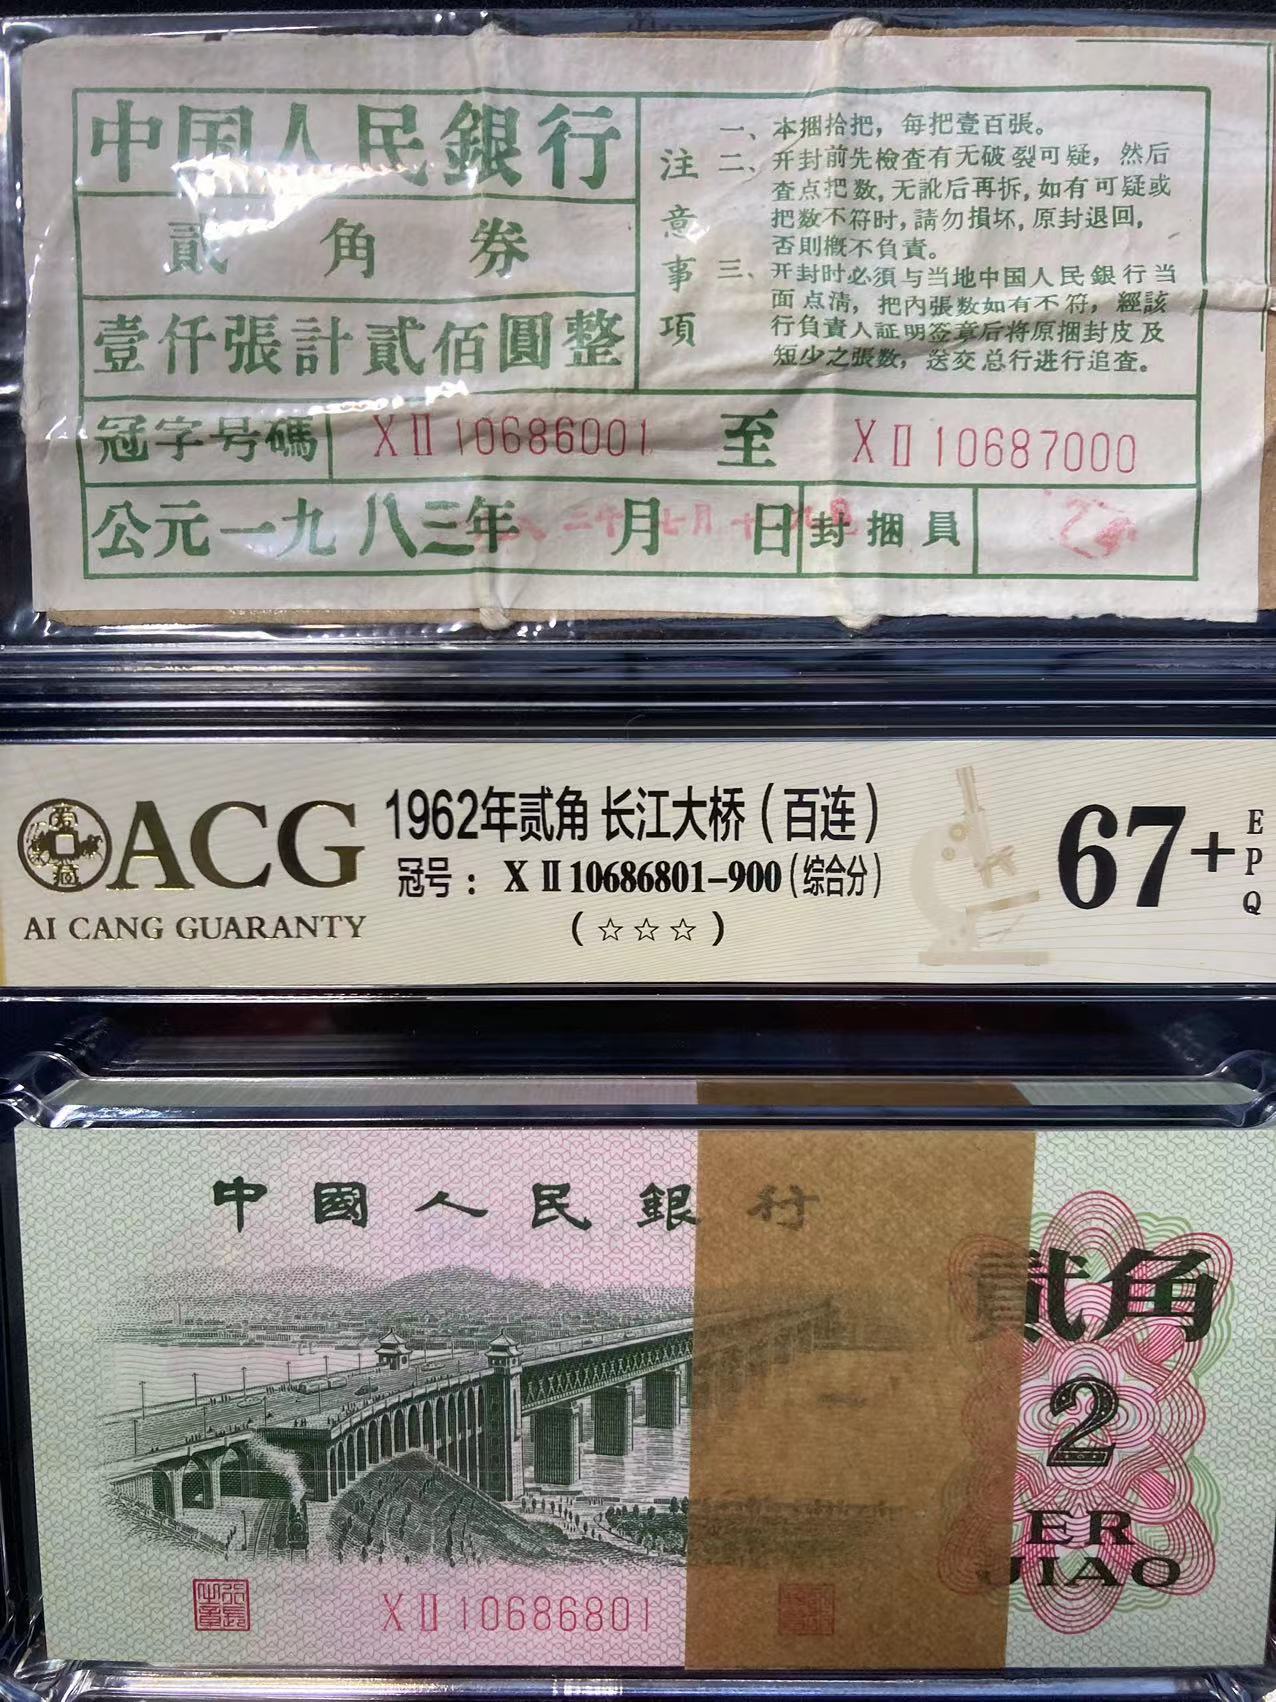 中国人民銀行
貳角券
壹仟張計貳佰圓整
注意事項
一、本捆拾把，每把壹百張。
二、开封前先檢查有无破裂可疑，然后
查点把数，无訛后再拆，如有可疑或
把数不符时，請勿損坏，原封退回，
否則概不負責。
三、开封时必須与当地中国人民銀行当
面点清，把內張数如有不符，經該
行負責人証明签章后将原捆封皮及
短少之張数，送交总行进行追查。
冠字号碼 XⅡ10686001 至 XⅡ10687000
公元一九八三年 月 日 封捆員
ACG
AI CANG GUARANTY
1962年贰角 长江大桥（百连）
冠号：XⅡ10686801-900（综合分）
（☆☆☆）
67+
EPQ
中國人民銀行
貳角
2
ER
JIAO
XⅡ10686801